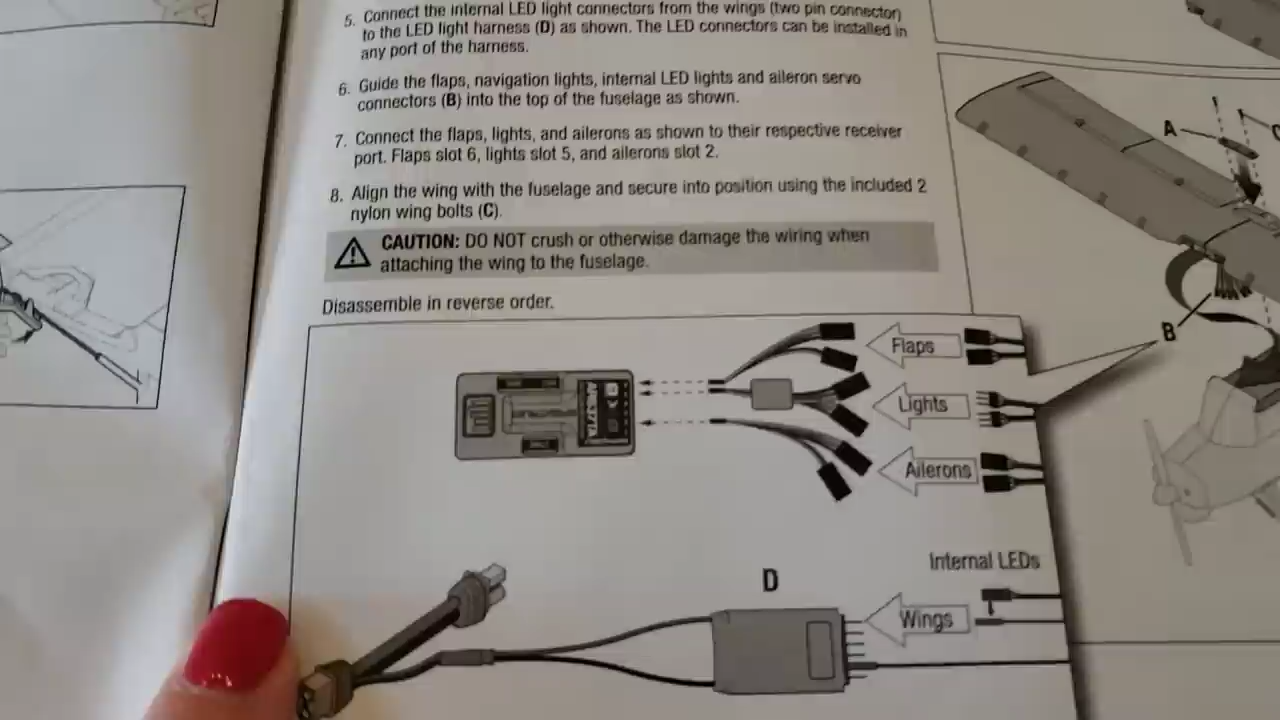 5. Connect the internal LED light connectors from the wings (two pin connector)
to the LED light harness (D) as shown. The LED connectors can be installed in
any port of the harness.
6. Guide the flaps, navigation lights, internal LED lights and aileron servo
connectors (B) into the top of the fuselage as shown.
7. Connect the flaps, lights, and ailerons as shown to their respective receiver
port. Flaps slot 6, lights slot 5, and ailerons slot 2.
8. Align the wing with the fuselage and secure into position using the included 2
nylon wing bolts (C).
CAUTION: DO NOT crush or otherwise damage the wiring when
attaching the wing to the fuselage.
Disassemble in reverse order.
Flaps
Lights
Ailerons
Internal LEDs
D
Wings
A
B